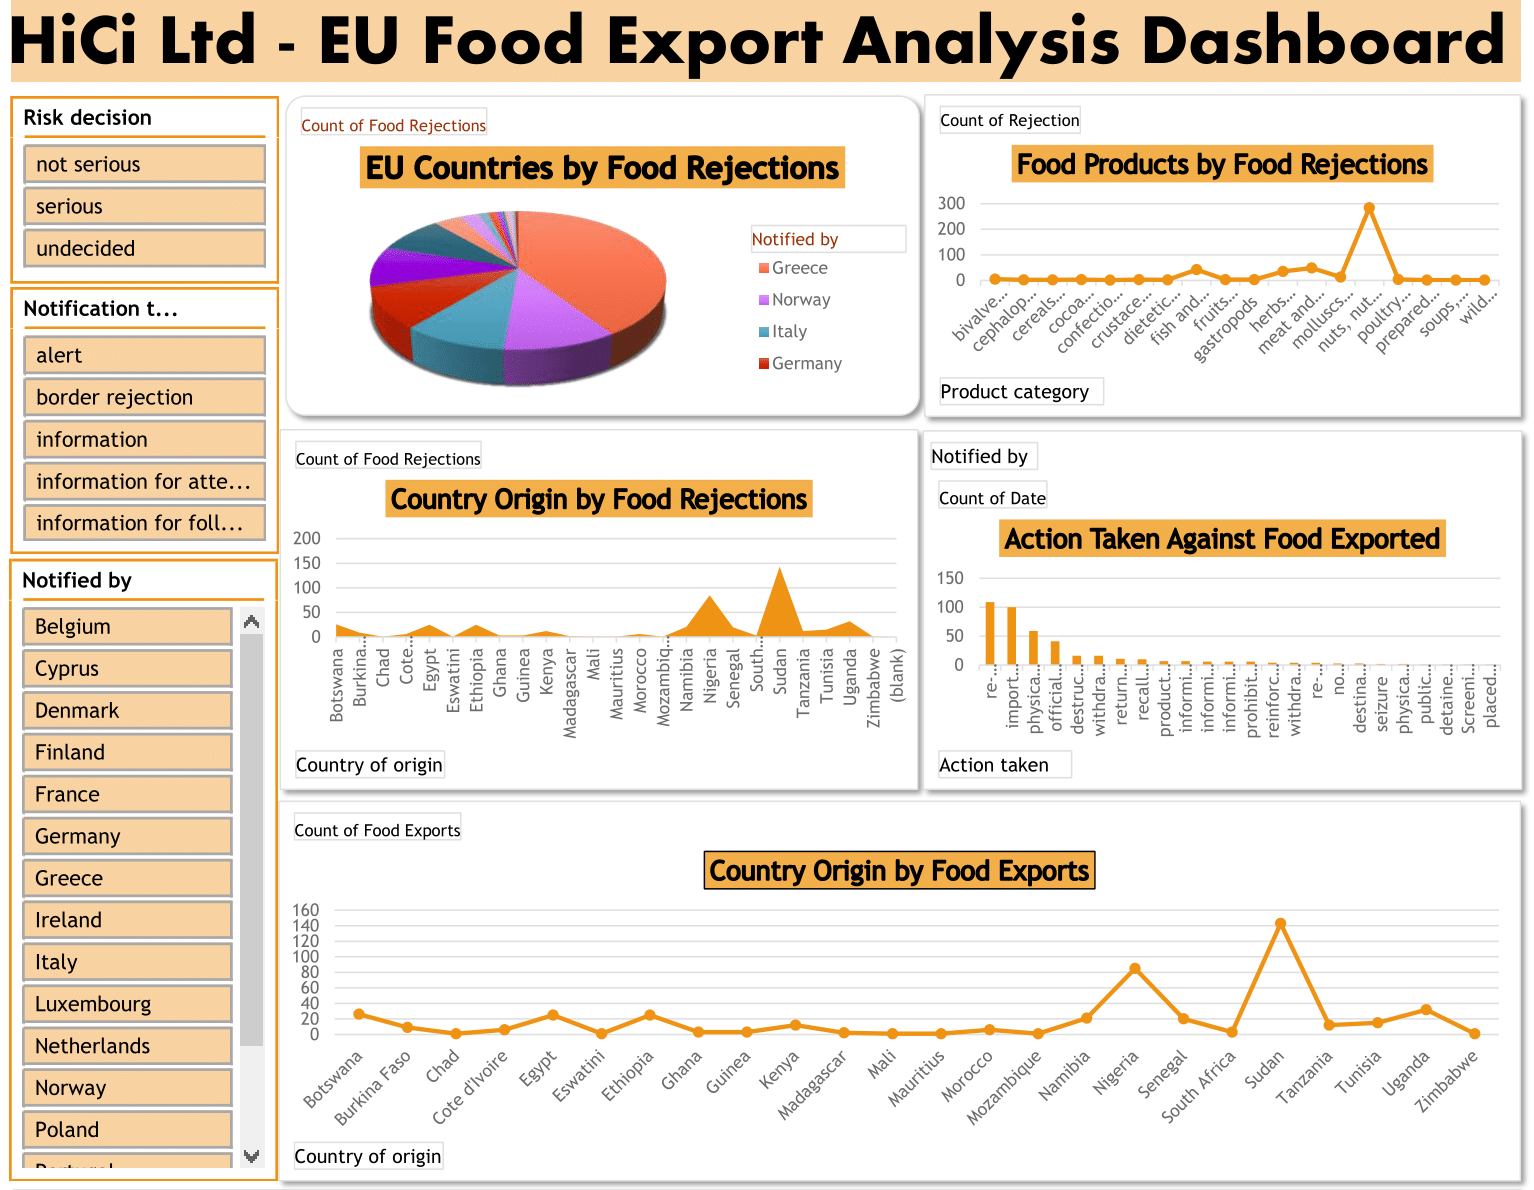 HiCi Ltd - EU Food Export Analysis Dashboard
Risk decision
not serious
serious
undecided
Notification t...
alert
border rejection
information
information for atte...
information for foll...
Notified by
Belgium
Cyprus
Denmark
Finland
France
Germany
Greece
Ireland
Italy
Luxembourg
Netherlands
Norway
Poland
Count of Food Rejections
EU Countries by Food Rejections
Notified by
Greece
Norway
Italy
Germany
Count of Rejection
Food Products by Food Rejections
300
200
100
0
bivalve...
cephalop...
cereals...
cocoa...
confectio...
crustace...
dietetic...
fish and...
fruits...
gastropods
herbs...
meat and...
molluscs...
nuts, nut...
poultry...
prepared...
soups,...
wild...
Product category
Count of Food Rejections
Country Origin by Food Rejections
200
150
100
50
0
Botswana
Burkina...
Chad
Cote...
Egypt
Eswatini
Ethiopia
Ghana
Guinea
Kenya
Madagascar
Mali
Mauritius
Morocco
Mozambiq...
Namibia
Nigeria
Senegal
South...
Sudan
Tanzania
Tunisia
Uganda
Zimbabwe
(blank)
Country of origin
Notified by
Count of Date
Action Taken Against Food Exported
150
100
50
0
re-...
import...
physica...
official...
destruc...
withdra...
return...
recall...
product...
informi...
informi...
informi...
prohibit...
reinforc...
withdra...
re-...
no...
destina...
seizure
physica...
public...
detaine...
Screeni...
placed...
Action taken
Count of Food Exports
Country Origin by Food Exports
160
140
120
100
80
60
40
20
0
Botswana
Burkina Faso
Chad
Cote d'Ivoire
Egypt
Eswatini
Ethiopia
Ghana
Guinea
Kenya
Madagascar
Mali
Mauritius
Morocco
Mozambique
Namibia
Nigeria
Senegal
South Africa
Sudan
Tanzania
Tunisia
Uganda
Zimbabwe
Country of origin